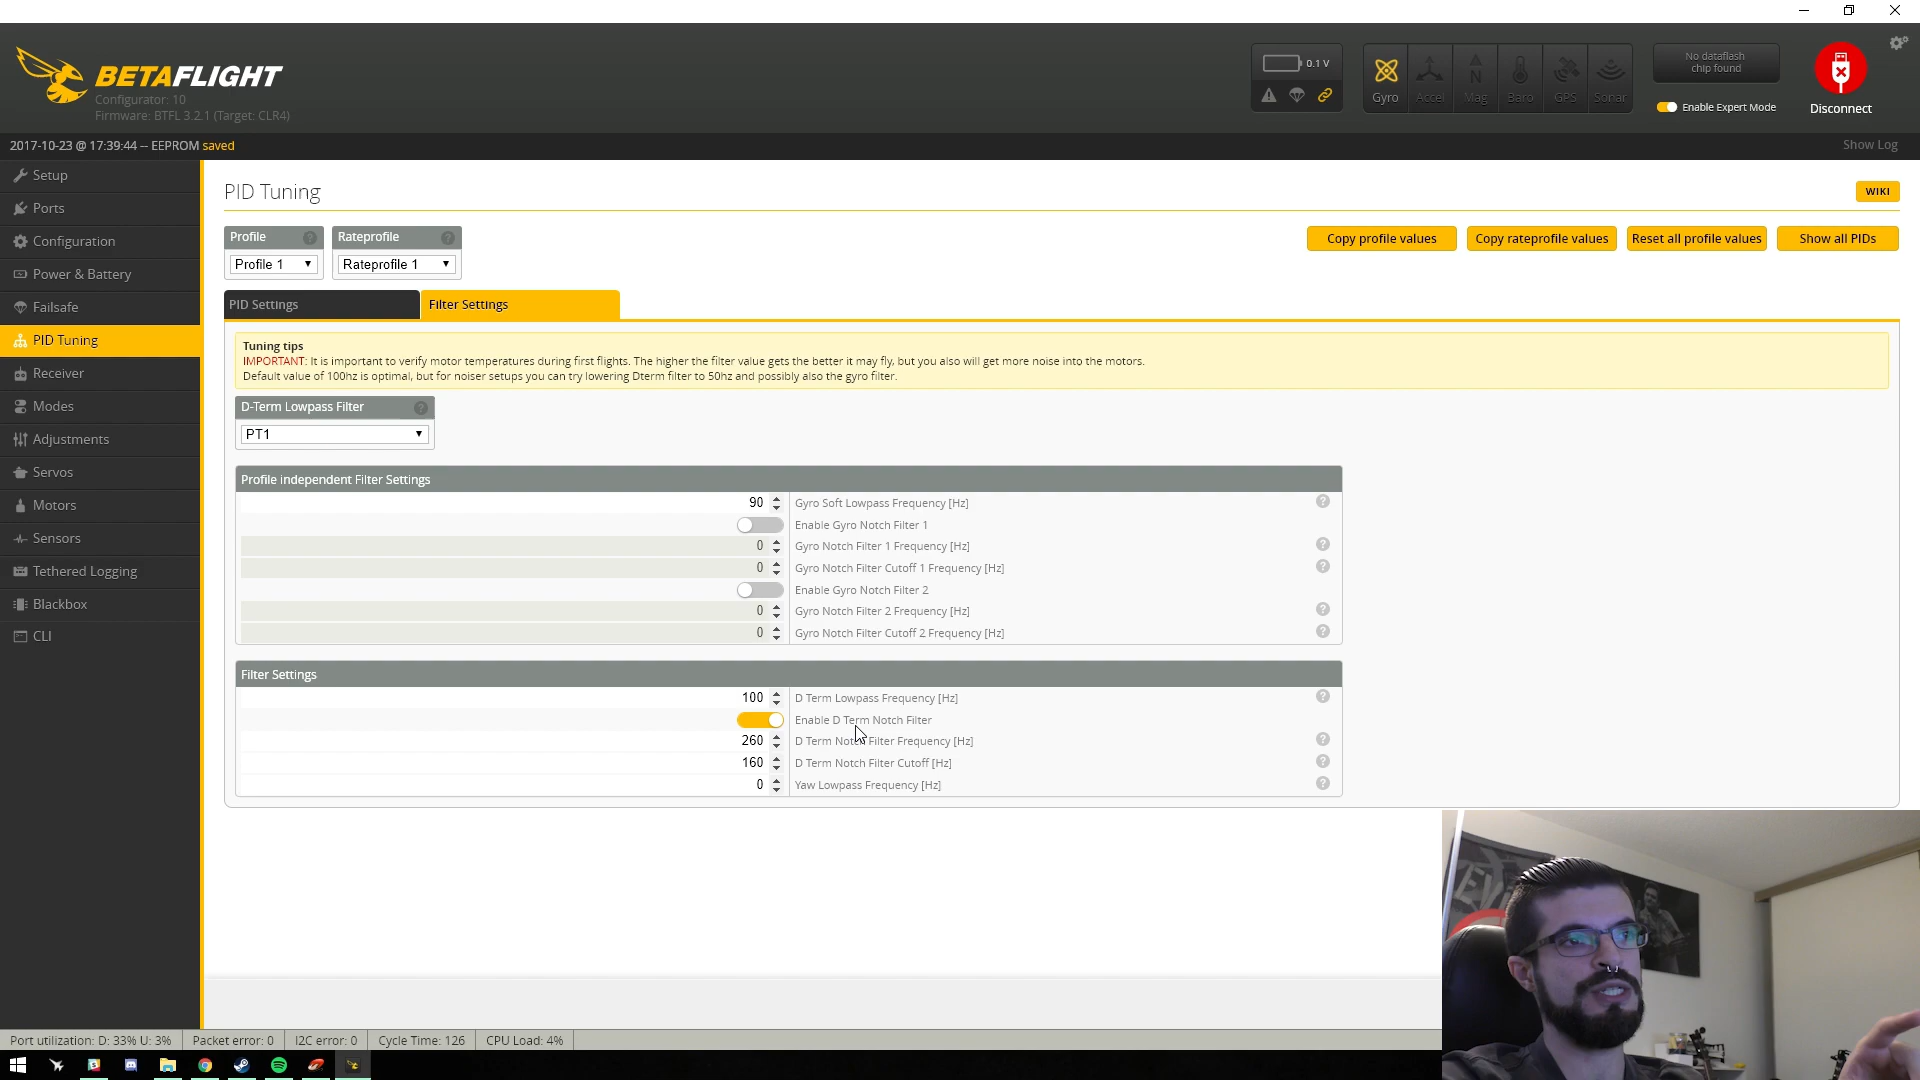 BETAFLIGHT
Configurator: 10
Firmware: BTFL 3.2.1 (Target: CLR4)
0.1 V
Gyro
Accel
Mag
Baro
GPS
Sonar
No dataflash
chip found
Enable Expert Mode
Disconnect
2017-10-23 @ 17:39:44 -- EEPROM saved
Show Log
Setup
Ports
Configuration
Power & Battery
Failsafe
PID Tuning
Receiver
Modes
Adjustments
Servos
Motors
Sensors
Tethered Logging
Blackbox
CLI
PID Tuning
WIKI
Profile
Profile 1
Rateprofile
Rateprofile 1
Copy profile values
Copy rateprofile values
Reset all profile values
Show all PIDs
PID Settings
Filter Settings
Tuning tips
IMPORTANT: It is important to verify motor temperatures during first flights. The higher the filter value gets the better it may fly, but you also will get more noise into the motors.
Default value of 100hz is optimal, but for noiser setups you can try lowering Dterm filter to 50hz and possibly also the gyro filter.
D-Term Lowpass Filter
PT1
Profile independent Filter Settings
90 Gyro Soft Lowpass Frequency [Hz]
Enable Gyro Notch Filter 1
0 Gyro Notch Filter 1 Frequency [Hz]
0 Gyro Notch Filter Cutoff 1 Frequency [Hz]
Enable Gyro Notch Filter 2
0 Gyro Notch Filter 2 Frequency [Hz]
0 Gyro Notch Filter Cutoff 2 Frequency [Hz]
Filter Settings
100 D Term Lowpass Frequency [Hz]
Enable D Term Notch Filter
260 D Term Notch Filter Frequency [Hz]
160 D Term Notch Filter Cutoff [Hz]
0 Yaw Lowpass Frequency [Hz]
Port utilization: D: 33% U: 3%
Packet error: 0
I2C error: 0
Cycle Time: 126
CPU Load: 4%